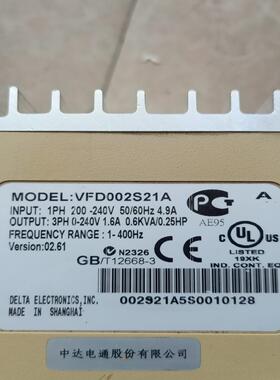 MODEL:VFD002S21A
A
INPUT: 1PH 200 -240V 50/60Hz 4.9A
OUTPUT: 3PH 0-240V 1.6A 0.6KVA/0.25HP
FREQUENCY RANGE: 1-400Hz
Version:02.61
AE95
N2326
GB/T12668-3
C UL US
LISTED
19XK
IND. CONT. EQ
DELTA ELECTRONICS,INC.
MADE IN SHANGHAI
002S21A5S0010128
中达电通股份有限公司